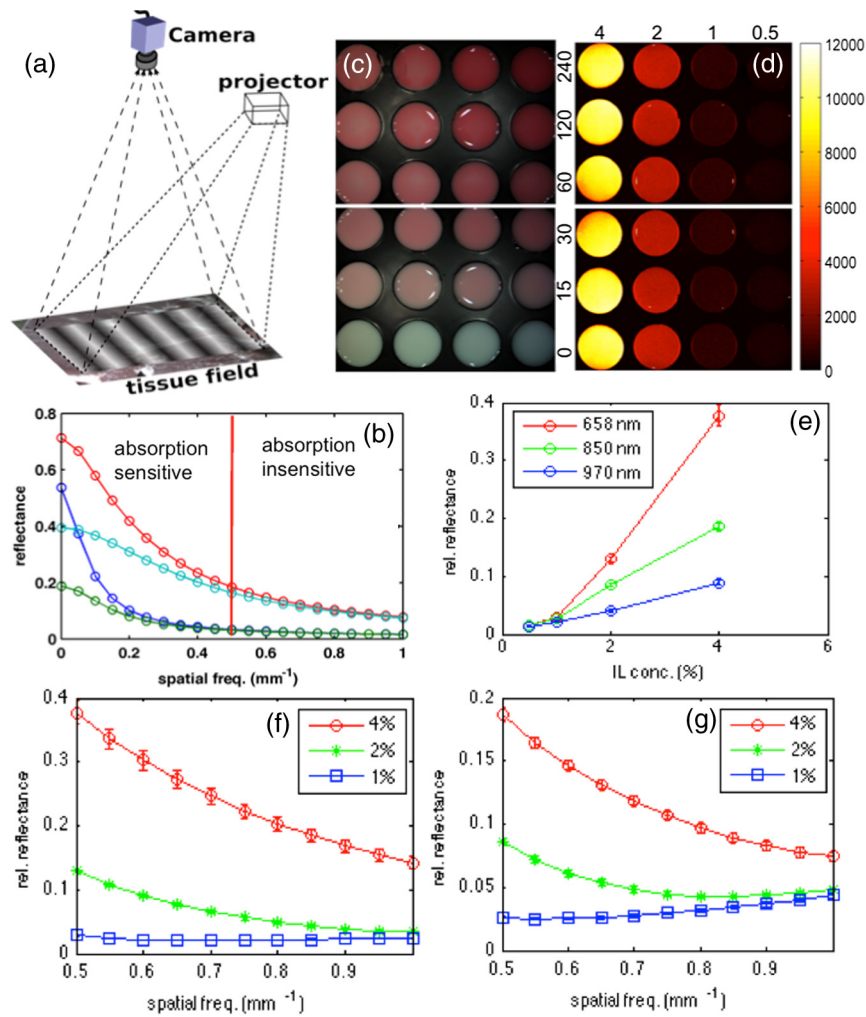 (a)
Camera
projector
tissue field
(c)
240
120
60
30
15
0
4 2 1 0.5
(d)
12000
10000
8000
6000
4000
2000
0
(b)
absorption sensitive
absorption insensitive
reflectance
0.8
0.6
0.4
0.2
0
0 0.2 0.4 0.6 0.8 1
spatial freq. (mm⁻¹)
(e)
658 nm
850 nm
970 nm
rel. reflectance
0.4
0.3
0.2
0.1
0
0 2 4 6
IL conc. (%)
(f)
4%
2%
1%
rel. reflectance
0.4
0.3
0.2
0.1
0
0.5 0.6 0.7 0.8 0.9
spatial freq. (mm⁻¹)
(g)
4%
2%
1%
rel. reflectance
0.2
0.15
0.1
0.05
0
0.5 0.6 0.7 0.8 0.9
spatial freq. (mm⁻¹)